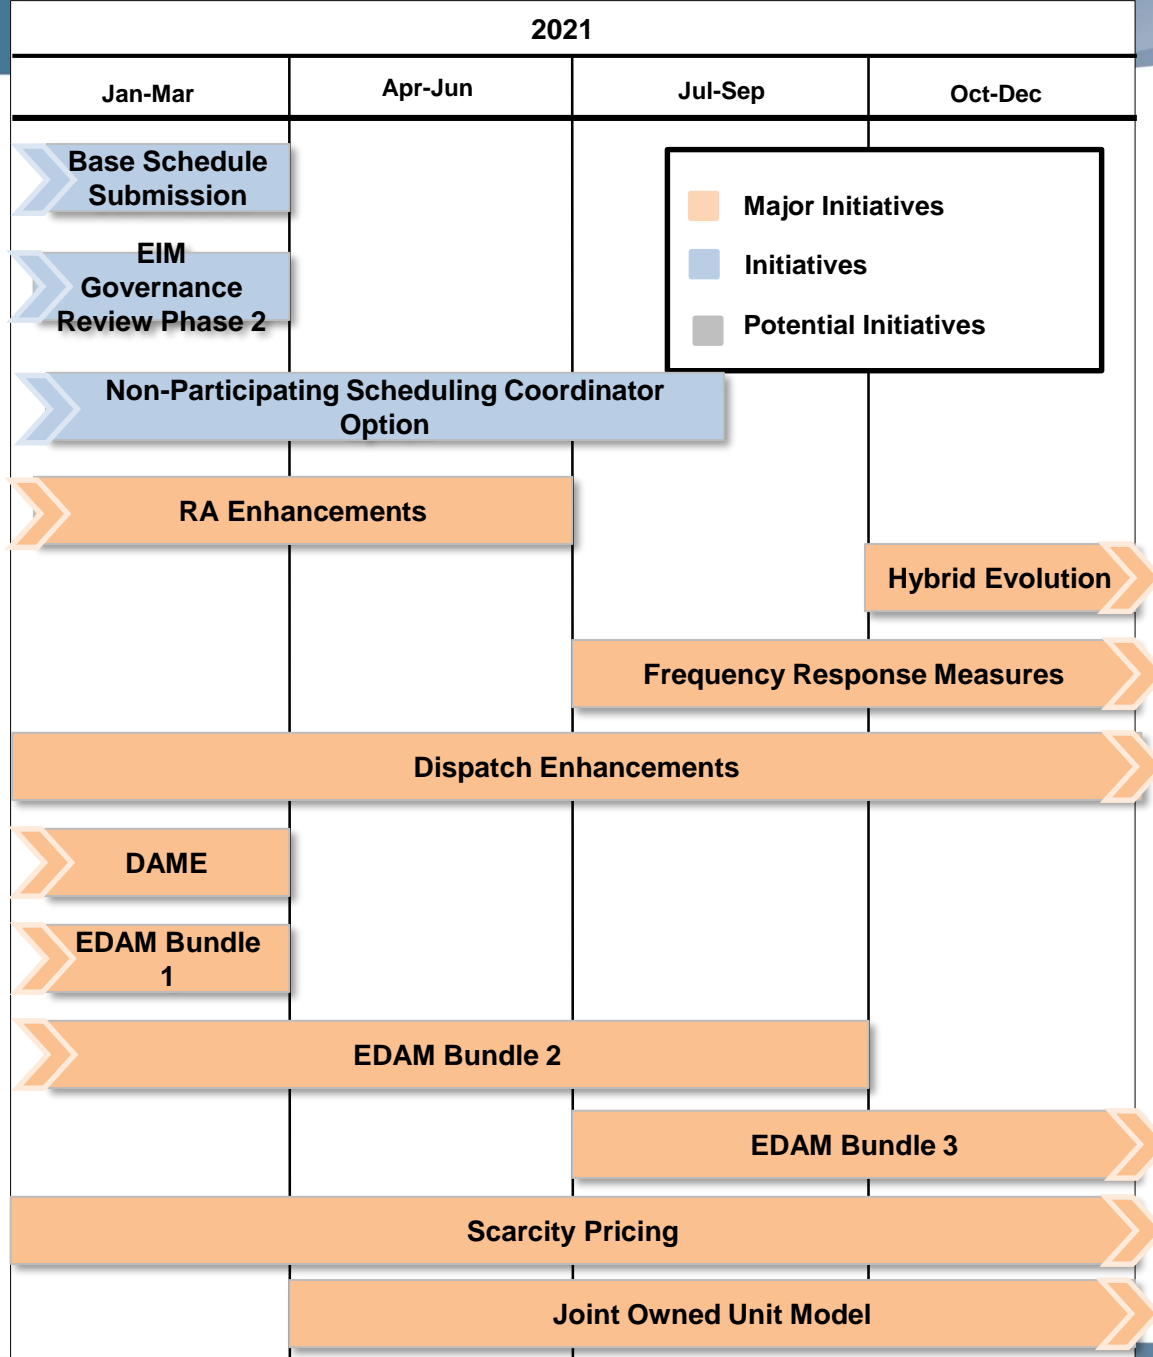 2021
Jan-Mar
Apr-Jun
Jul-Sep
Oct-Dec
Base Schedule
Submission
Major Initiatives
Initiatives
Potential Initiatives
EIM
Governance
Review Phase 2
Non-Participating Scheduling Coordinator
Option
RA Enhancements
Hybrid Evolution
Frequency Response Measures
Dispatch Enhancements
DAME
EDAM Bundle
1
EDAM Bundle 2
EDAM Bundle 3
Scarcity Pricing
Joint Owned Unit Model